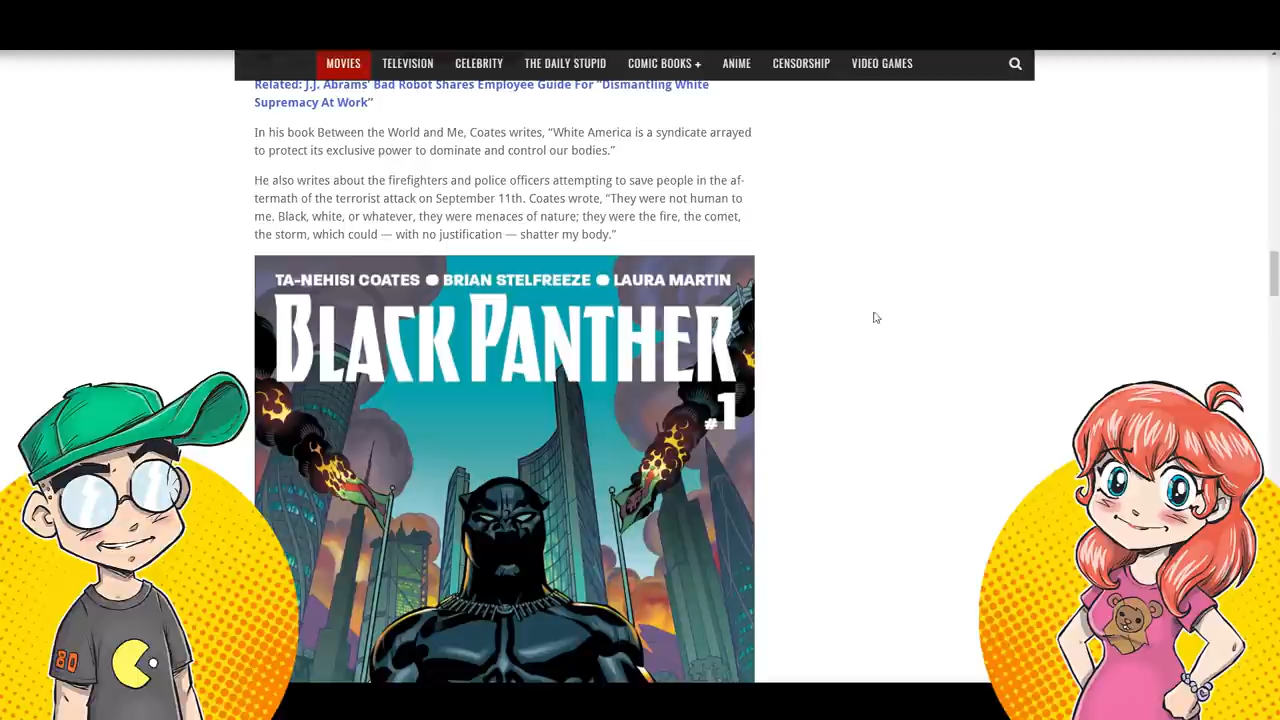 MOVIES TELEVISION CELEBRITY THE DAILY STUPID COMIC BOOKS + ANIME CENSORSHIP VIDEO GAMES
Related: J.J. Abrams' Bad Robot Shares Employee Guide For “Dismantling White
Supremacy At Work”
In his book Between the World and Me, Coates writes, “White America is a syndicate arrayed
to protect its exclusive power to dominate and control our bodies.”
He also writes about the firefighters and police officers attempting to save people in the af-
termath of the terrorist attack on September 11th. Coates wrote, “They were not human to
me. Black, white, or whatever, they were menaces of nature; they were the fire, the comet,
the storm, which could — with no justification — shatter my body.”
TA-NEHISI COATES ● BRIAN STELFREEZE ● LAURA MARTIN
BLACK PANTHER
#1
80